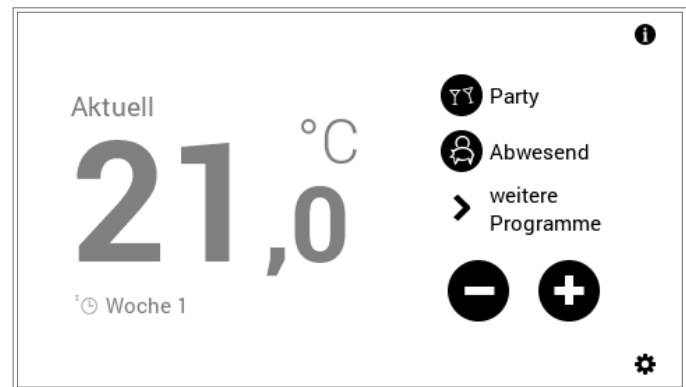 Aktuell
21,0 °C
Woche 1
Party
Abwesend
weitere
Programme